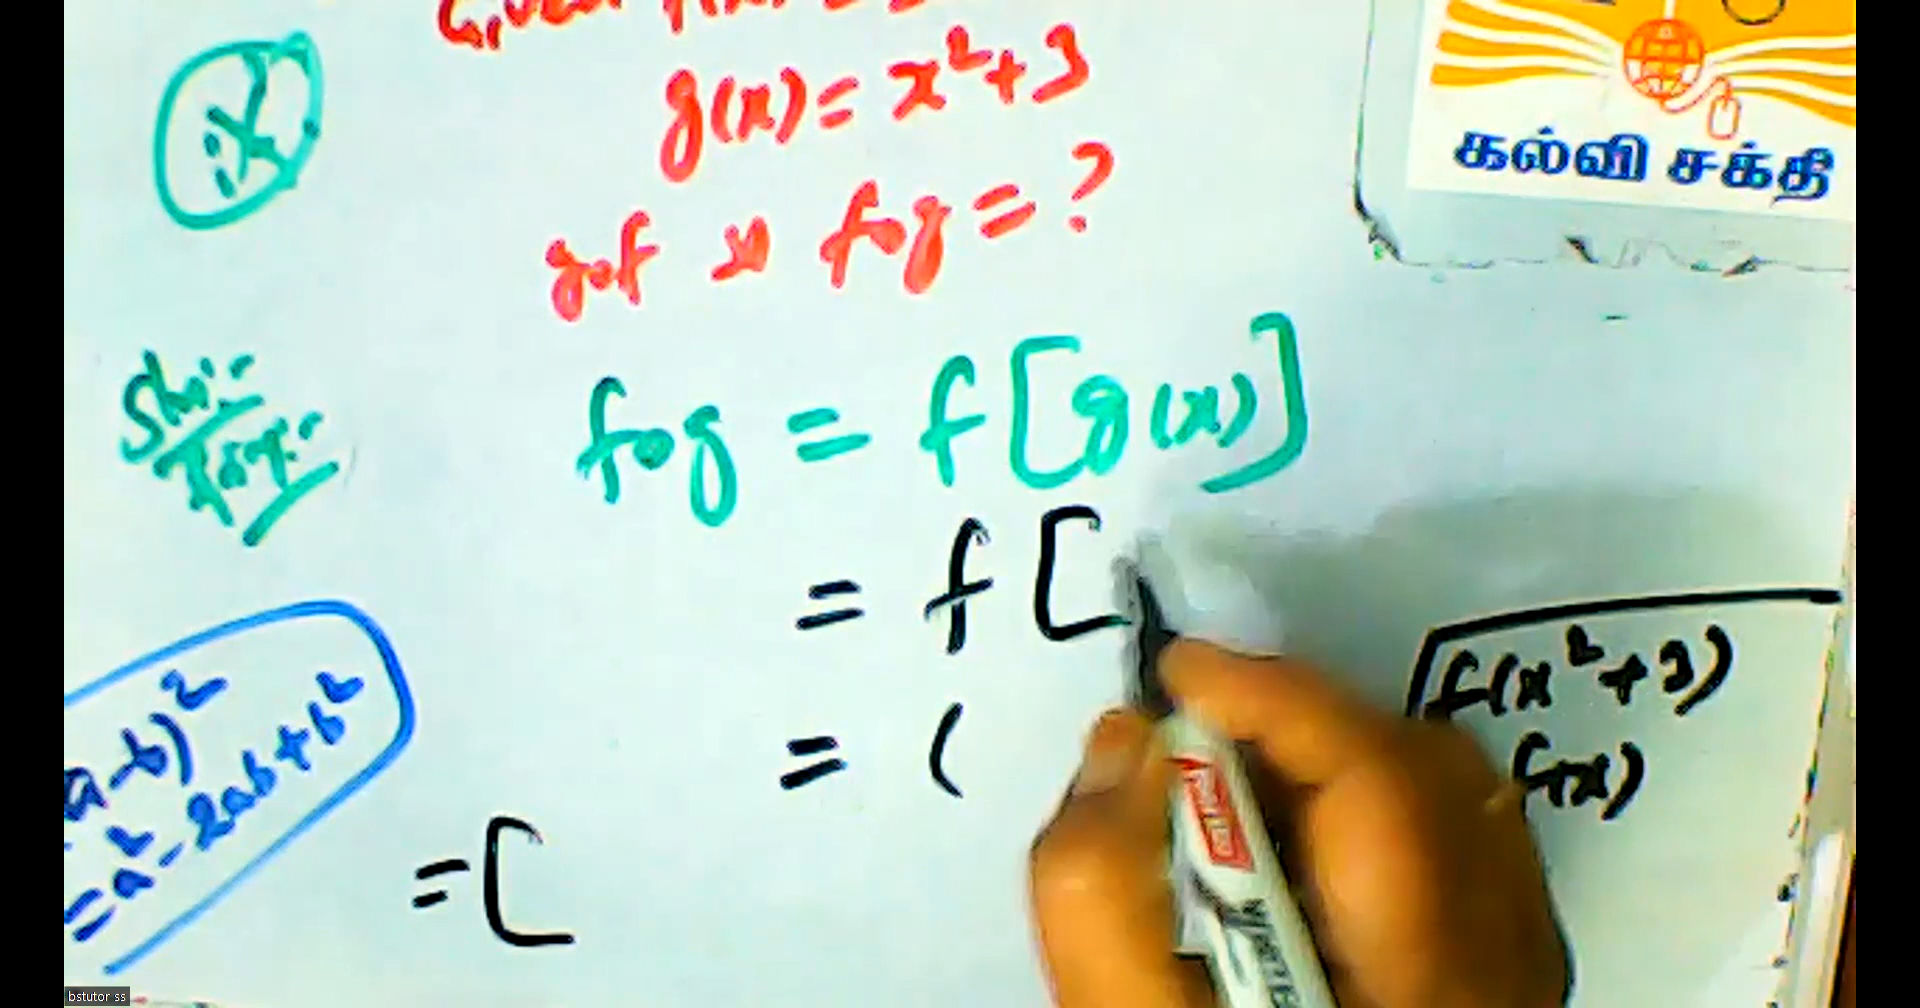 g(x) = x²+3
gof fog = ?
fog = f[g(x)]
= f [
= (
= [
f(x²+3)
f(x)
(a-b)²
= a²-2ab+b²
கல்வி சக்தி
bstutor ss